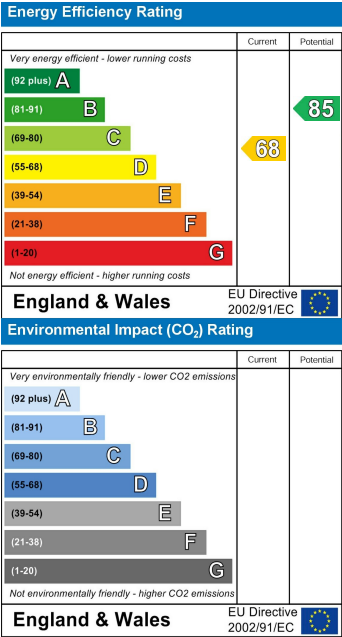 Energy Efficiency Rating
Current Potential
Very energy efficient - lower running costs
(92 plus) A
(81-91) B
85
(69-80) C
68
(55-68) D
(39-54) E
(21-38) F
(1-20) G
Not energy efficient - higher running costs
England & Wales
EU Directive
2002/91/EC
Environmental Impact (CO₂) Rating
Current Potential
Very environmentally friendly - lower CO2 emissions
(92 plus) A
(81-91) B
(69-80) C
(55-68) D
(39-54) E
(21-38) F
(1-20) G
Not environmentally friendly - higher CO2 emissions
England & Wales
EU Directive
2002/91/EC